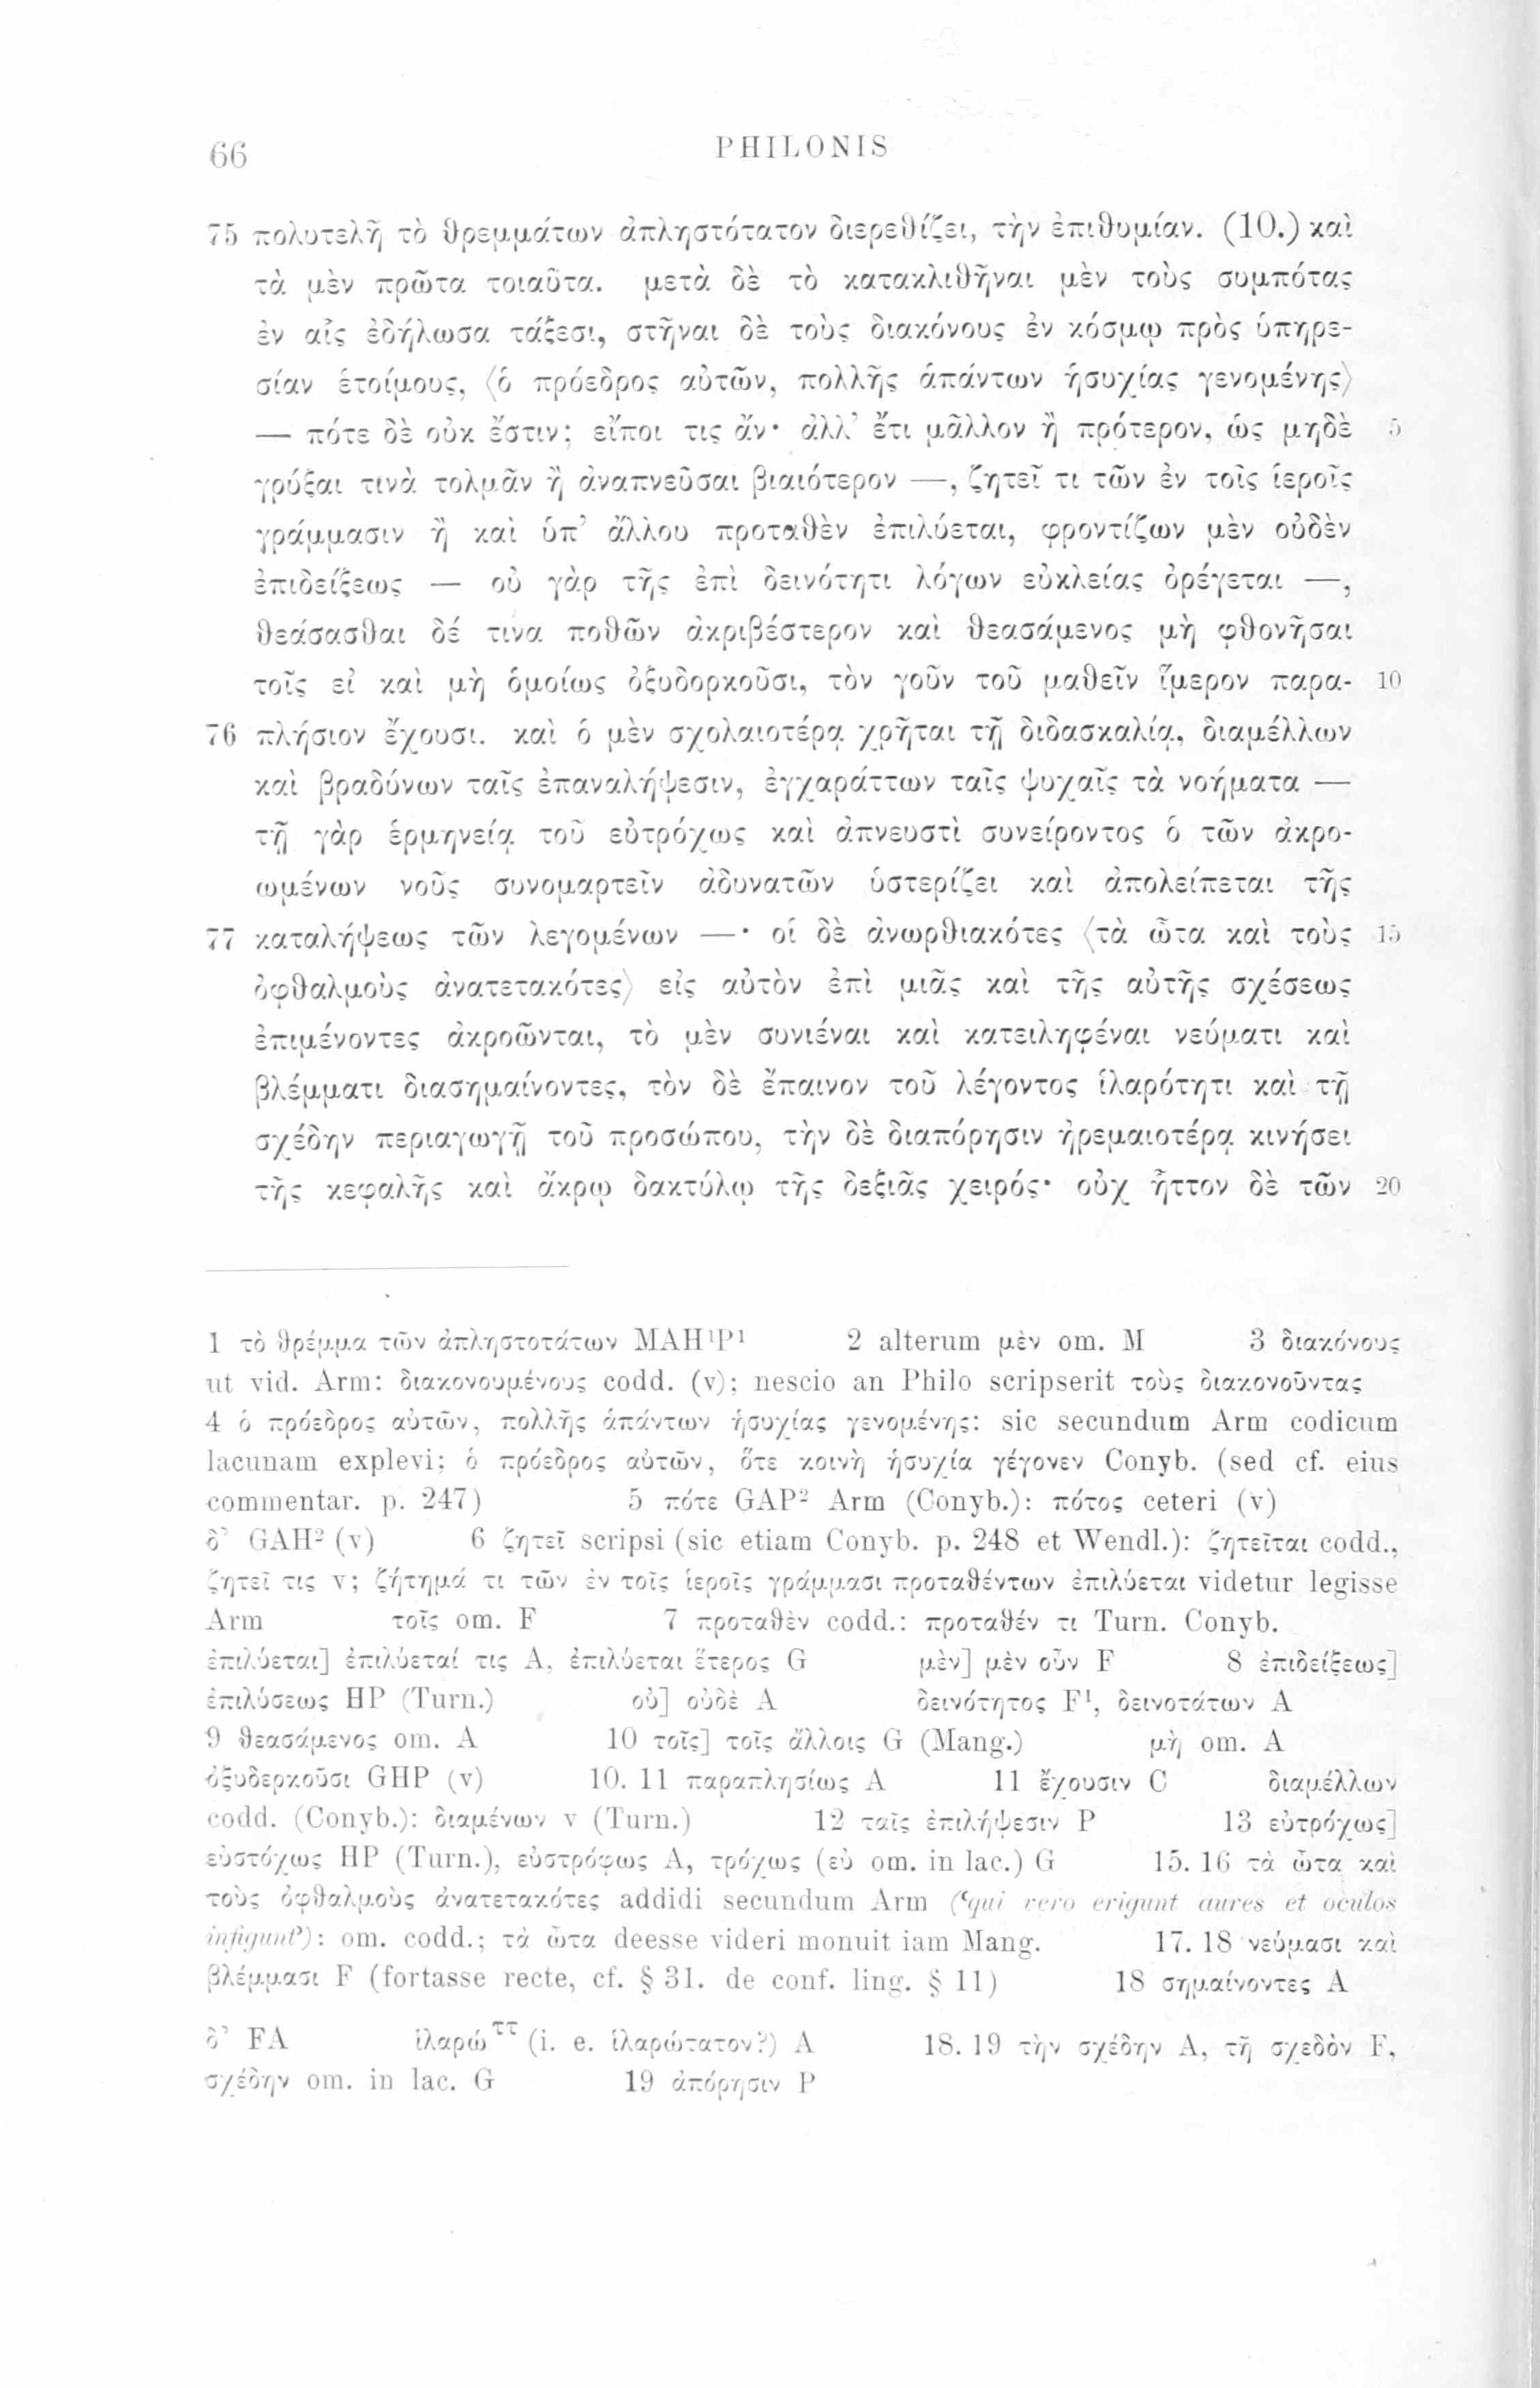 66 PHILONIS
75 πολυτελῆ τὸ θρεμμάτων ἀπληστότατον διερεθίζει, τὴν ἐπιθυμίαν. (10.) καὶ
τὰ μὲν πρῶτα τοιαῦτα. μετὰ δὲ τὸ κατακλιθῆναι μὲν τοὺς συμπότας
ἐν αἷς ἐδήλωσα τάξεσι, στῆναι δὲ τοὺς διακόνους ἐν κόσμῳ πρὸς ὑπηρε-
σίαν ἑτοίμους, ⟨ὁ πρόεδρος αὐτῶν, πολλῆς ἁπάντων ἡσυχίας γενομένης⟩
— πότε δὲ οὐκ ἔστιν; εἴποι τις ἄν· ἀλλ’ ἔτι μᾶλλον ἢ πρότερον, ὡς μηδὲ 5
γρύξαι τινὰ τολμᾶν ἢ ἀναπνεῦσαι βιαιότερον —, ζητεῖ τι τῶν ἐν τοῖς ἱεροῖς
γράμμασιν ἢ καὶ ὑπ’ ἄλλου προταθὲν ἐπιλύεται, φροντίζων μὲν οὐδὲν
ἐπιδείξεως — οὐ γὰρ τῆς ἐπὶ δεινότητι λόγων εὐκλείας ὀρέγεται —,
θεάσασθαι δέ τινα ποθῶν ἀκριβέστερον καὶ θεασάμενος μὴ φθονῆσαι
τοῖς εἰ καὶ μὴ ὁμοίως ὀξυδορκοῦσι, τὸν γοῦν τοῦ μαθεῖν ἵμερον παρα- 10
76 πλήσιον ἔχουσι. καὶ ὁ μὲν σχολαιοτέρᾳ χρῆται τῇ διδασκαλίᾳ, διαμέλλων
καὶ βραδύνων ταῖς ἐπαναλήψεσιν, ἐγχαράττων ταῖς ψυχαῖς τὰ νοήματα —
τῇ γὰρ ἑρμηνείᾳ τοῦ εὐτρόχως καὶ ἀπνευστὶ συνείροντος ὁ τῶν ἀκρο-
ωμένων νοῦς συνομαρτεῖν ἀδυνατῶν ὑστερίζει καὶ ἀπολείπεται τῆς
77 καταλήψεως τῶν λεγομένων —· οἱ δὲ ἀνωρθιακότες ⟨τὰ ὦτα καὶ τοὺς 15
ὀφθαλμοὺς ἀνατετακότες⟩ εἰς αὐτὸν ἐπὶ μιᾶς καὶ τῆς αὐτῆς σχέσεως
ἐπιμένοντες ἀκροῶνται, τὸ μὲν συνιέναι καὶ κατειληφέναι νεύματι καὶ
βλέμματι διασημαίνοντες, τὸν δὲ ἔπαινον τοῦ λέγοντος ἱλαρότητι καὶ τῇ
σχέδην περιαγωγῇ τοῦ προσώπου, τὴν δὲ διαπόρησιν ἠρεμαιοτέρᾳ κινήσει
τῆς κεφαλῆς καὶ ἄκρῳ δακτύλῳ τῆς δεξιᾶς χειρός· οὐχ ἧττον δὲ τῶν 20
1 τὸ θρέμμα τῶν ἀπληστοτάτων MAH¹P¹ 2 alterum μὲν om. M 3 διακόνους
ut vid. Arm: διακονουμένους codd. (v); nescio an Philo scripserit τοὺς διακονοῦντας
4 ὁ πρόεδρος αὐτῶν, πολλῆς ἁπάντων ἡσυχίας γενομένης: sic secundum Arm codicum
lacunam explevi; ὁ πρόεδρος αὐτῶν, ὅτε κοινὴ ἡσυχία γέγονεν Conyb. (sed cf. eius
commentar. p. 247) 5 πότε GAP² Arm (Conyb.): πότος ceteri (v)
δ’ GAH² (v) 6 ζητεῖ scripsi (sic etiam Conyb. p. 248 et Wendl.): ζητεῖται codd.,
ζητεῖ τις v; ζήτημά τι τῶν ἐν τοῖς ἱεροῖς γράμμασι προταθέντων ἐπιλύεται videtur legisse
Arm τοῖς om. F 7 προταθὲν codd.: προταθέν τι Turn. Conyb.
ἐπιλύεται] ἐπιλύεταί τις A, ἐπιλύεται ἕτερος G μὲν] μὲν οὖν F 8 ἐπιδείξεως]
ἐπιλύσεως HP (Turn.) οὐ] οὐδὲ A δεινότητος F¹, δεινοτάτων A
9 θεασάμενος om. A 10 τοῖς] τοῖς ἄλλοις G (Mang.) μὴ om. A
ὀξυδερκοῦσι GHP (v) 10. 11 παραπλησίως A 11 ἔχουσιν C διαμέλλων
codd. (Conyb.): διαμένων v (Turn.) 12 ταῖς ἐπιλήψεσιν P 13 εὐτρόχως]
εὐστόχως HP (Turn.), εὐστρόφως A, τρόχως (εὐ om. in lac.) G 15. 16 τὰ ὦτα καὶ
τοὺς ὀφθαλμοὺς ἀνατετακότες addidi secundum Arm (‘qui vero erigunt aures et oculos
infigunt’): om. codd.; τὰ ὦτα deesse videri monuit iam Mang. 17. 18 νεύμασι καὶ
βλέμμασι F (fortasse recte, cf. § 31. de conf. ling. § 11) 18 σημαίνοντες A
δ’ FA ἱλαρώττ (i. e. ἱλαρώτατον?) A 18. 19 τὴν σχέδην A, τῇ σχεδὸν F,
σχέδην om. in lac. G 19 ἀπόρησιν P